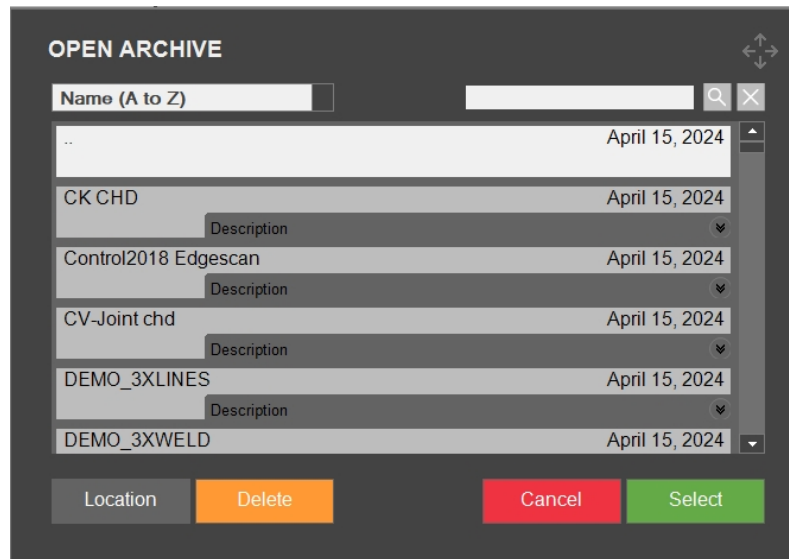 OPEN ARCHIVE
Name (A to Z)
.. April 15, 2024
CK CHD April 15, 2024
Description
Control2018 Edgescan April 15, 2024
Description
CV-Joint chd April 15, 2024
Description
DEMO_3XLINES April 15, 2024
Description
DEMO_3XWELD April 15, 2024
Location Delete Cancel Select